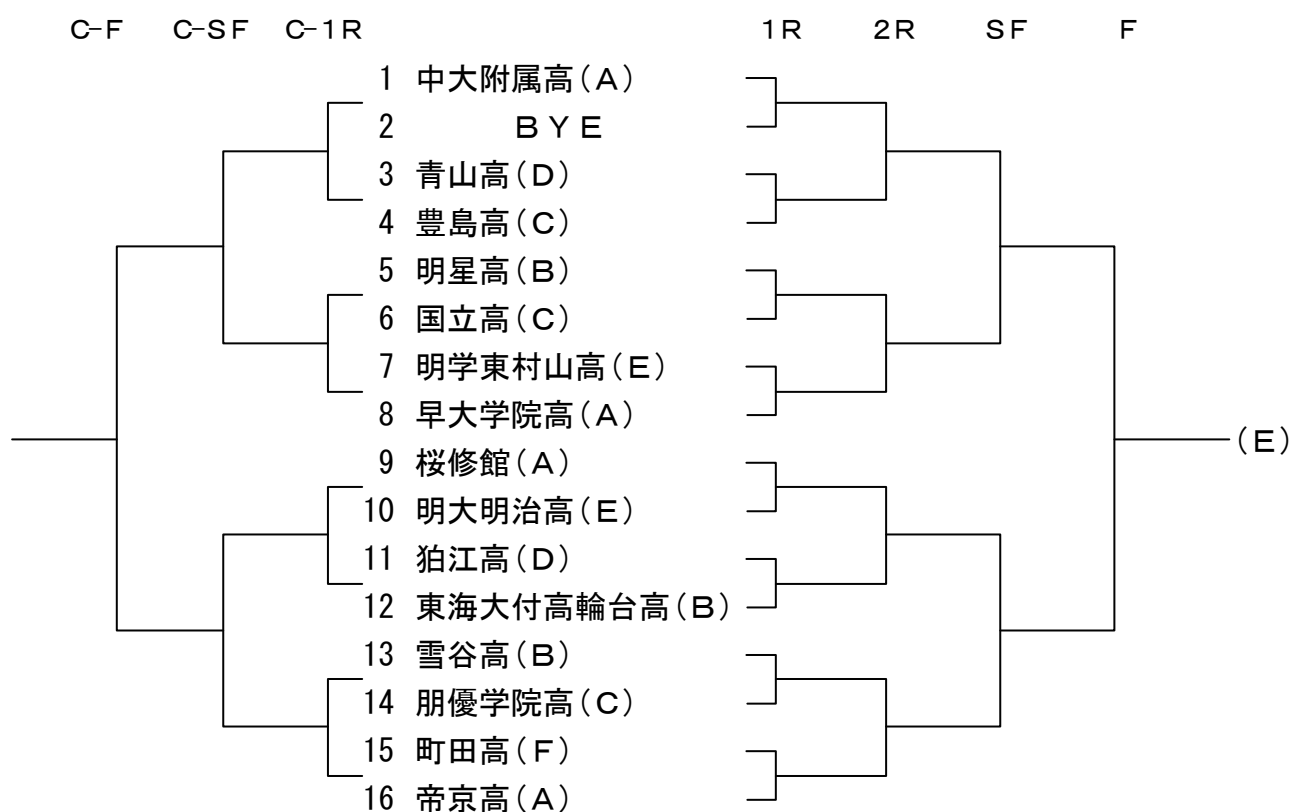 C-F C-SF C-1R 1R 2R SF F
1 中大附属高(A)
2 BYE
3 青山高(D)
4 豊島高(C)
5 明星高(B)
6 国立高(C)
7 明学東村山高(E)
8 早大学院高(A)
(E)
9 桜修館(A)
10 明大明治高(E)
11 狛江高(D)
12 東海大付高輪台高(B)
13 雪谷高(B)
14 朋優学院高(C)
15 町田高(F)
16 帝京高(A)